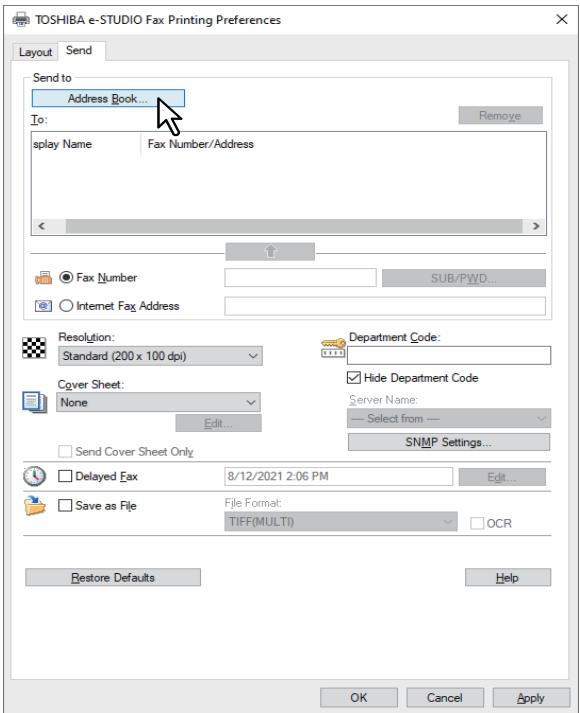 TOSHIBA e-STUDIO Fax Printing Preferences
Layout Send
Send to
Address Book...
To: Remove
splay Name Fax Number/Address
Fax Number SUB/PWD...
Internet Fax Address
Resolution: Department Code:
Standard (200 x 100 dpi)
Hide Department Code
Cover Sheet: Server Name:
None --- Select from ---
Edit... SNMP Settings...
Send Cover Sheet Only
Delayed Fax 8/12/2021 2:06 PM Edit...
Save as File File Format:
TIFF(MULTI) OCR
Restore Defaults Help
OK Cancel Apply